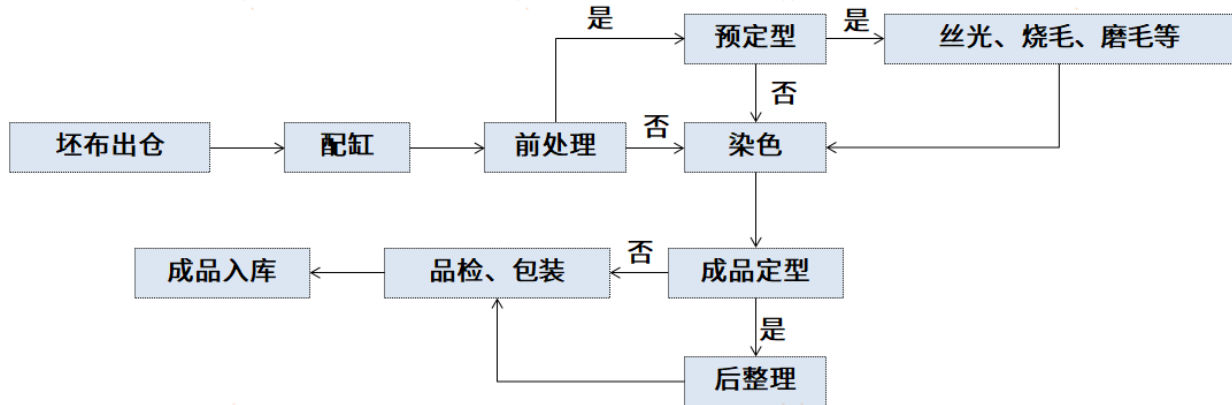 是
预定型
是
丝光、烧毛、磨毛等
否
坯布出仓
配缸
前处理
否
染色
成品入库
品检、包装
否
成品定型
是
后整理